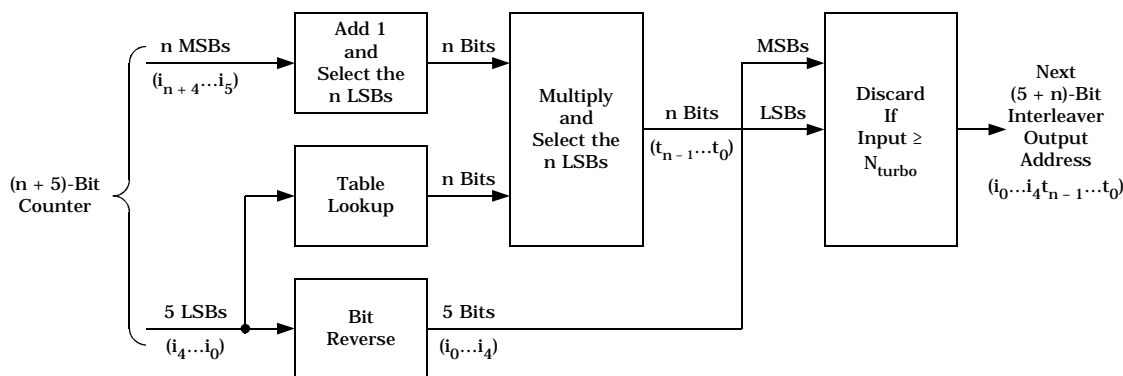 n MSBs
(i_{n + 4}…i_5)
Add 1
and
Select the
n LSBs
n Bits
Multiply
and
Select the
n LSBs
n Bits
(t_{n – 1}…t_0)
MSBs
LSBs
Discard
If
Input ≥
N_{turbo}
Next
(5 + n)-Bit
Interleaver
Output
Address
(i_0…i_4t_{n – 1}…t_0)
(n + 5)-Bit
Counter
Table
Lookup
n Bits
5 LSBs
(i_4…i_0)
Bit
Reverse
5 Bits
(i_0…i_4)